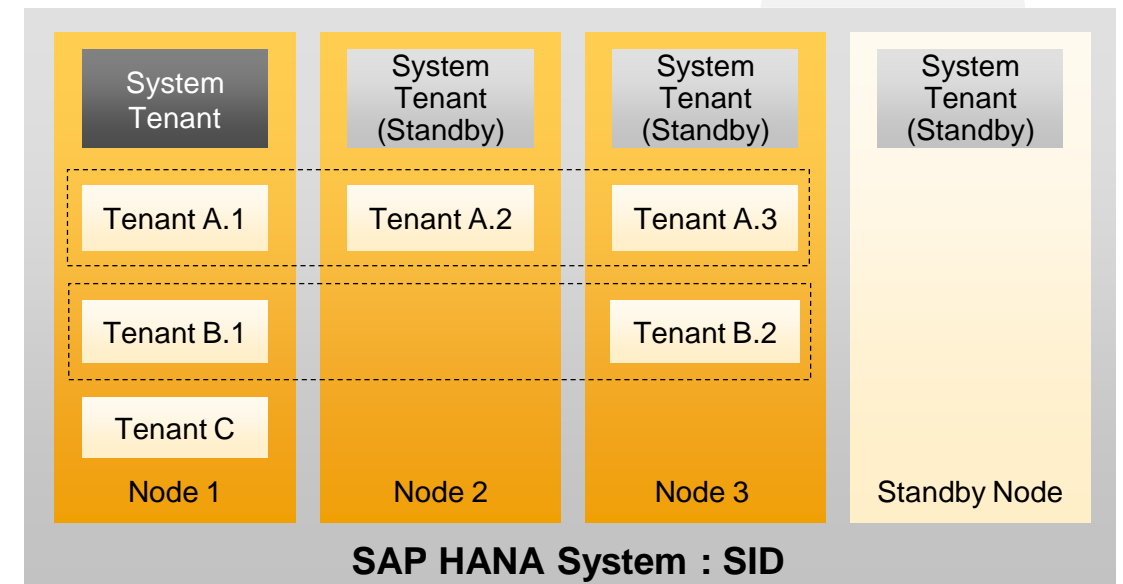 System
Tenant
System
Tenant
(Standby)
System
Tenant
(Standby)
System
Tenant
(Standby)
Tenant A.1
Tenant A.2
Tenant A.3
Tenant B.1
Tenant B.2
Tenant C
Node 1
Node 2
Node 3
Standby Node
SAP HANA System : SID